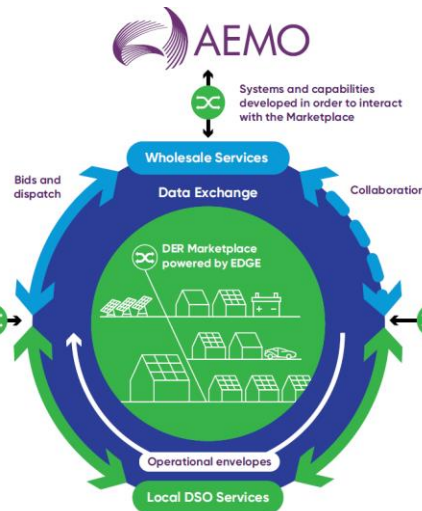 AEMO
Systems and capabilities
developed in order to interact
with the Marketplace
Wholesale Services
Bids and
dispatch
Data Exchange
Collaboration
DER Marketplace
powered by EDGE
Operational envelopes
Local DSO Services